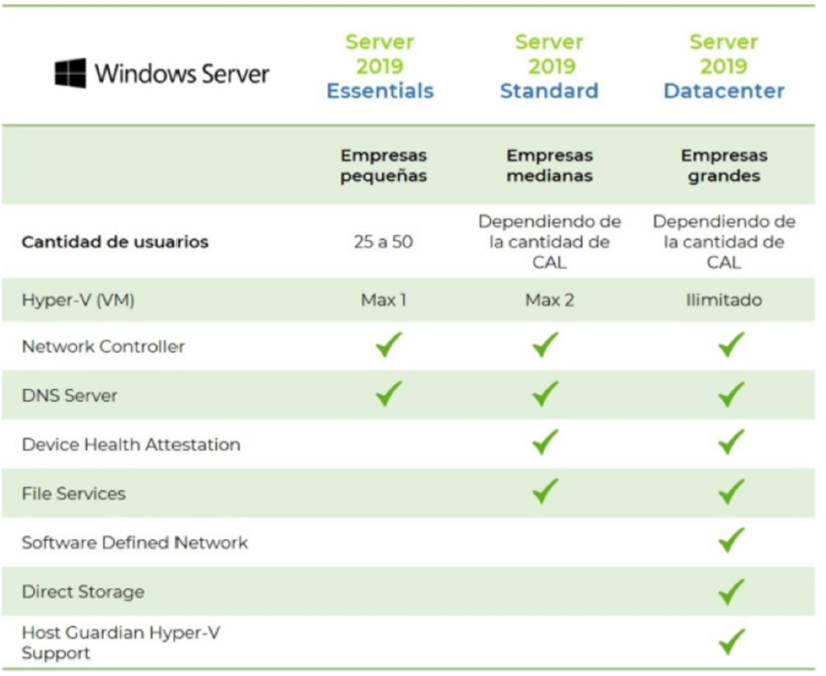 Windows Server
Server
2019
Essentials
Server
2019
Standard
Server
2019
Datacenter
Empresas
pequeñas
Empresas
medianas
Empresas
grandes
Cantidad de usuarios
25 a 50
Dependiendo de
la cantidad de
CAL
Dependiendo de
la cantidad de
CAL
Hyper-V (VM)
Max 1
Max 2
Ilimitado
Network Controller
DNS Server
Device Health Attestation
File Services
Software Defined Network
Direct Storage
Host Guardian Hyper-V
Support